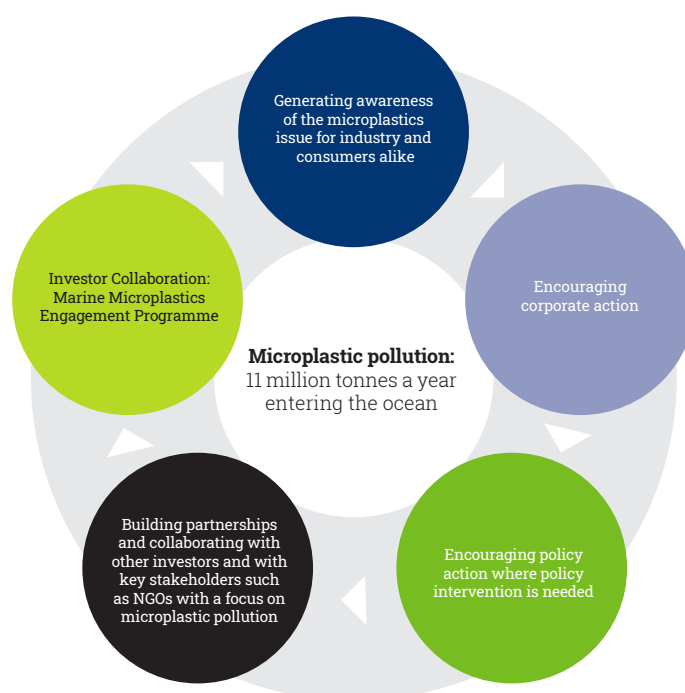 Generating awareness
of the microplastics
issue for industry and
consumers alike
Encouraging
corporate action
Encouraging policy
action where policy
intervention is needed
Building partnerships
and collaborating with
other investors and with
key stakeholders such
as NGOs with a focus on
microplastic pollution
Investor Collaboration:
Marine Microplastics
Engagement Programme
Microplastic pollution:
11 million tonnes a year
entering the ocean